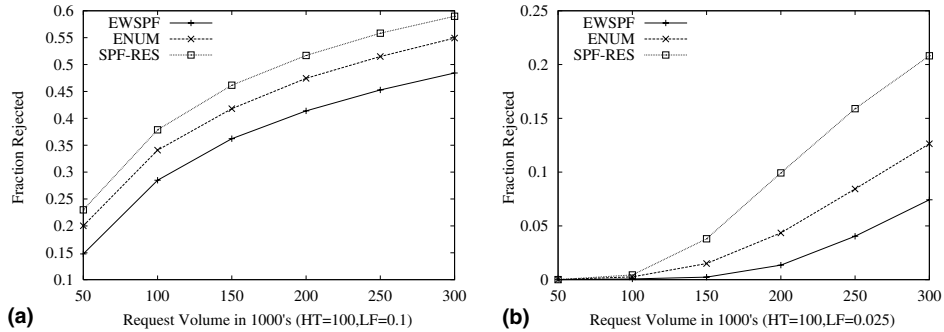 0.6
0.55
0.5
0.45
0.4
0.35
0.3
0.25
0.2
0.15
0.1
Fraction Rejected
EWSPF
ENUM
SPF-RES
50 100 150 200 250 300
(a) Request Volume in 1000's (HT=100,LF=0.1)
0.25
0.2
0.15
0.1
0.05
0
Fraction Rejected
EWSPF
ENUM
SPF-RES
50 100 150 200 250 300
(b) Request Volume in 1000's (HT=100,LF=0.025)